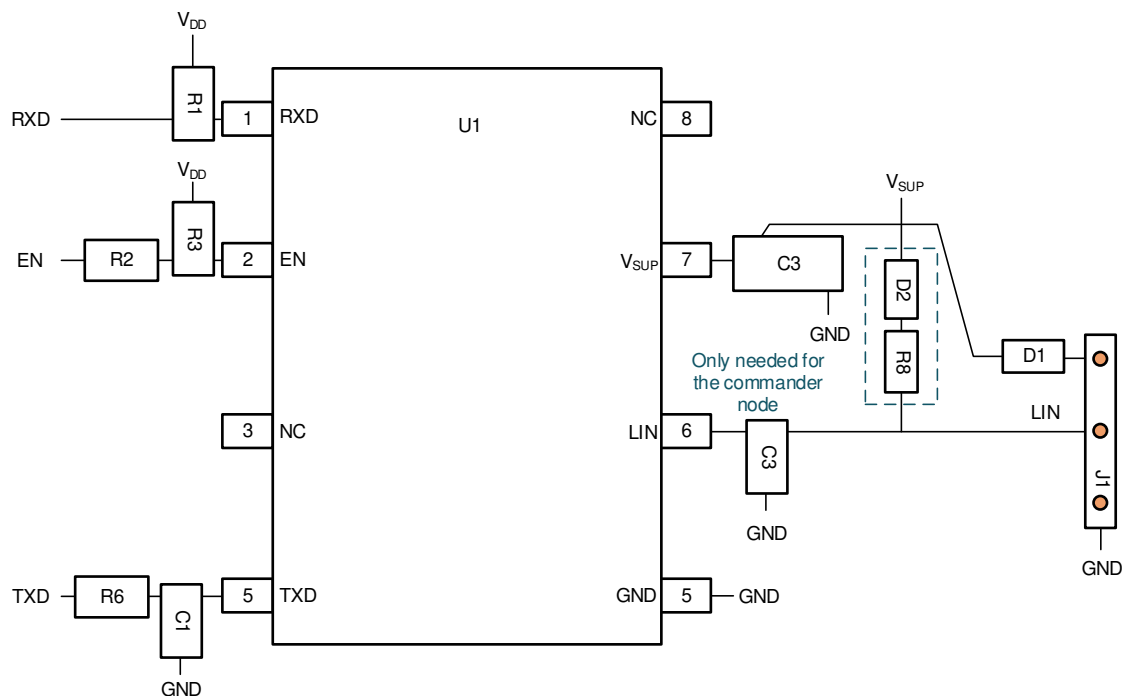 VDD
R1
RXD
1
RXD
U1
NC
8
VDD
R3
EN
R2
2
EN
VSUP
VSUP
7
C3
GND
D2
R8
D1
Only needed for
the commander
node
3
NC
LIN
6
C3
GND
LIN
J1
GND
TXD
R6
C1
GND
5
TXD
GND
5
GND